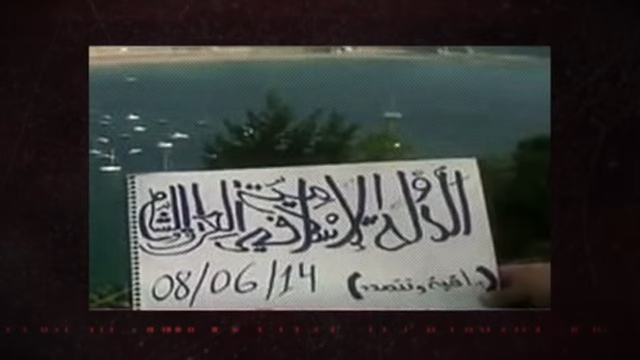 الدولة الإسلامية في العراق والشام
08/06/14 (باقية وتتمدد)